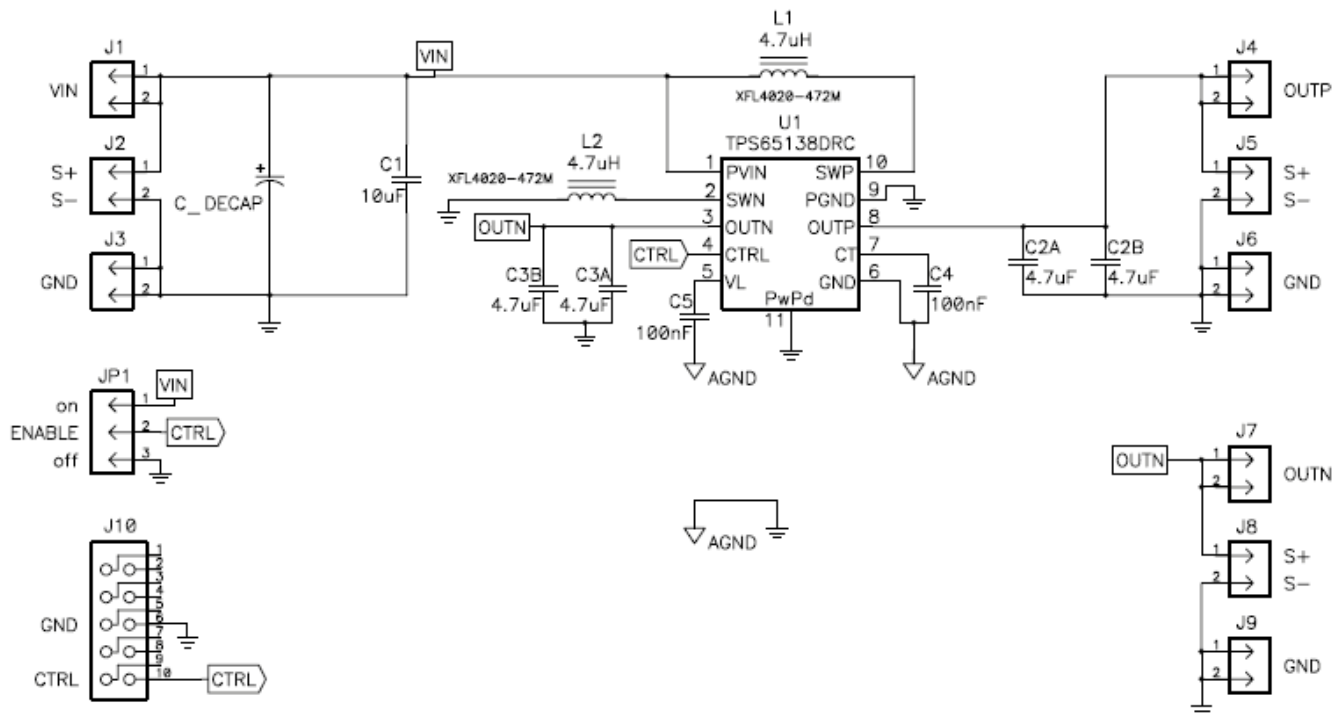 J1
VIN
1
2
J2
S+
S-
1
2
J3
GND
1
2
+
C_DECAP
C1
10uF
VIN
L1
4.7uH
XFL4020-472M
L2
4.7uH
XFL4020-472M
U1
TPS65138DRC
1 PVIN
2 SWN
3 OUTN
4 CTRL
5 VL
SWP 10
PGND 9
OUTP 8
CT 7
GND 6
PwPd
11
OUTN
CTRL
C3B
4.7uF
C3A
4.7uF
C5
100nF
AGND
C4
100nF
AGND
C2A
4.7uF
C2B
4.7uF
J4
1
2
OUTP
J5
1
2
S+
S-
J6
1
2
GND
JP1
on
ENABLE
off
1
2
3
VIN
CTRL
J10
GND
CTRL
1
2
3
4
5
6
7
8
9
10
CTRL
AGND
J7
OUTN
1
2
OUTN
J8
1
2
S+
S-
J9
1
2
GND